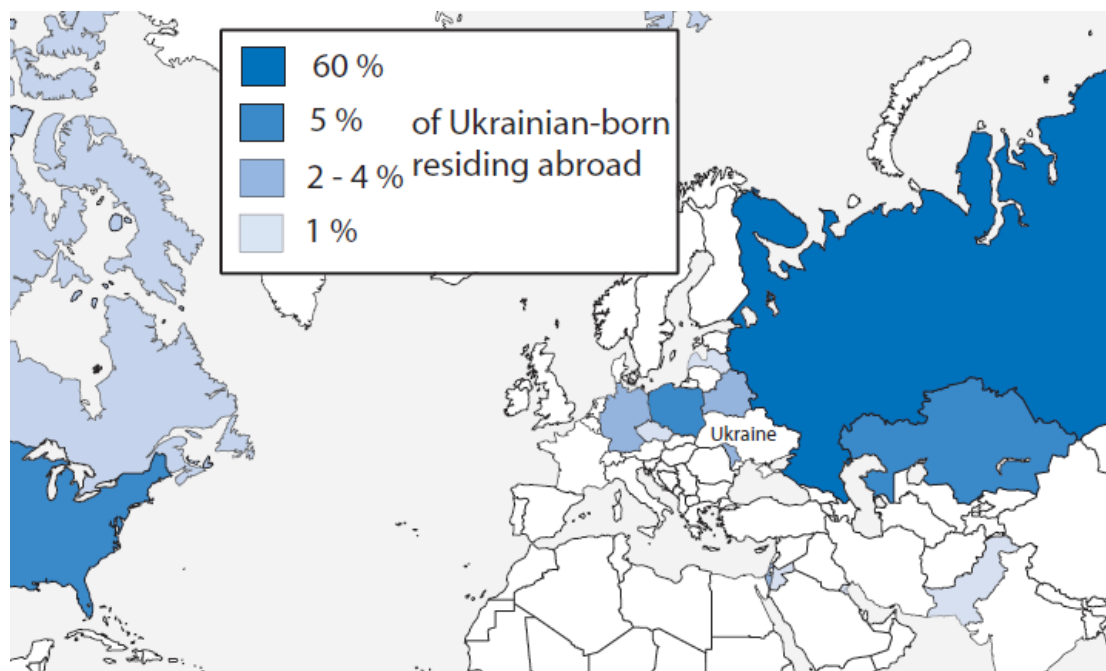 60 %
5 %
of Ukrainian-born
2 - 4 %
residing abroad
1 %
Ukraine